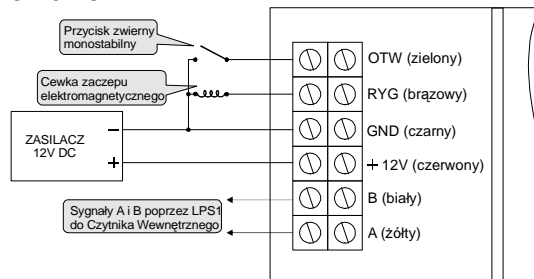 Przycisk zwierny
monostabilny
Cewka zaczepu
elektromagnetycznego
ZASILACZ
12V DC
−
+
Sygnały A i B poprzez LPS1
do Czytnika Wewnętrznego
OTW (zielony)
RYG (brązowy)
GND (czarny)
+ 12V (czerwony)
B (biały)
A (żółty)